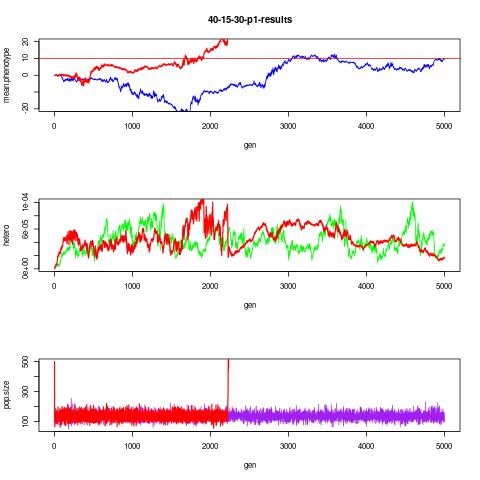 40-15-30-p1-results
mean.phenotype
20
10
0
-20
0 1000 2000 3000 4000 5000
gen
hetero
1e-04
6e-05
0e+00
0 1000 2000 3000 4000 5000
gen
pop.size
500
300
100
0 1000 2000 3000 4000 5000
gen